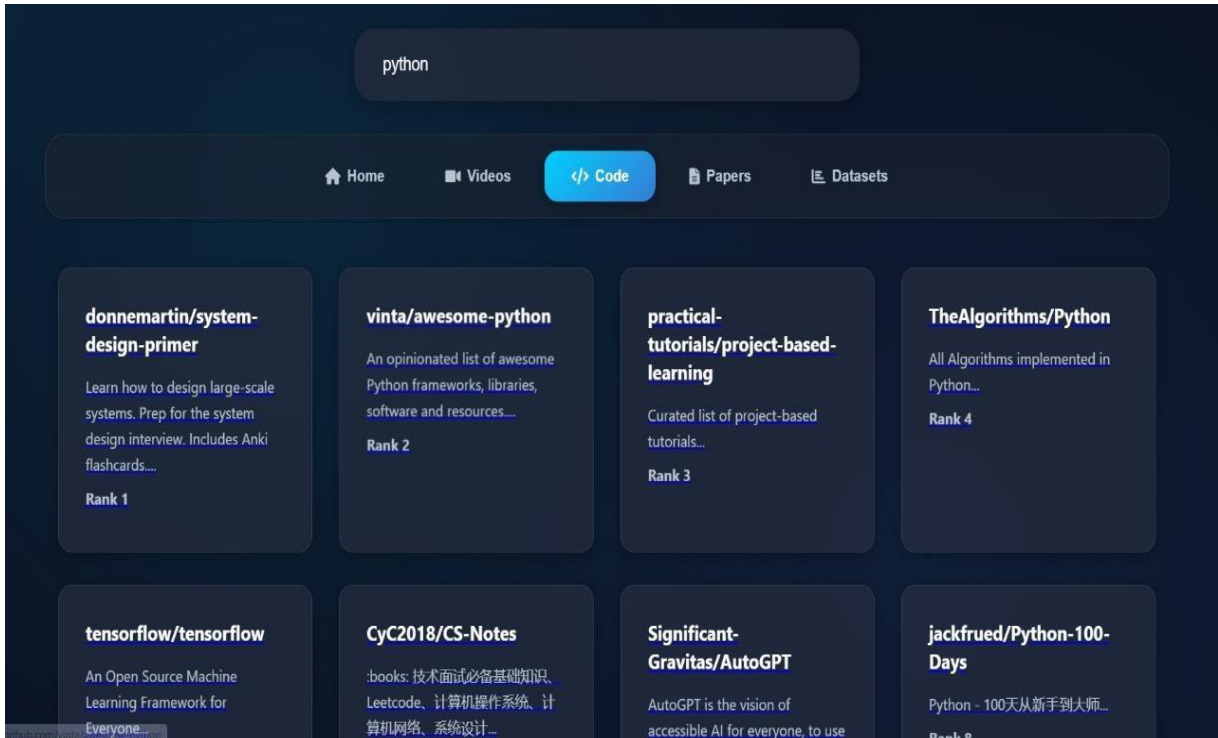 python
Home
Videos
</> Code
Papers
Datasets
donnemartin/system-
design-primer
Learn how to design large-scale
systems. Prep for the system
design interview. Includes Anki
flashcards....
Rank 1
vinta/awesome-python
An opinionated list of awesome
Python frameworks, libraries,
software and resources....
Rank 2
practical-
tutorials/project-based-
learning
Curated list of project-based
tutorials...
Rank 3
TheAlgorithms/Python
All Algorithms implemented in
Python...
Rank 4
tensorflow/tensorflow
An Open Source Machine
Learning Framework for
Everyone...
CyC2018/CS-Notes
:books: 技术面试必备基础知识、
Leetcode、计算机操作系统、计
算机网络、系统设计...
Significant-
Gravitas/AutoGPT
AutoGPT is the vision of
accessible AI for everyone, to use
jackfrued/Python-100-
Days
Python - 100天从新手到大师...
Rank 8